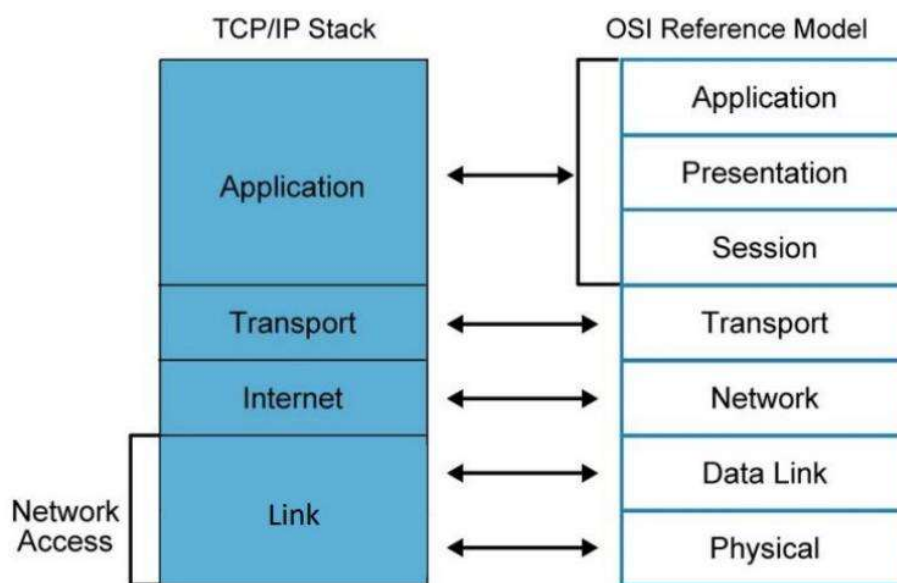 TCP/IP Stack
OSI Reference Model
Application
Transport
Internet
Link
Network
Access
Application
Presentation
Session
Transport
Network
Data Link
Physical